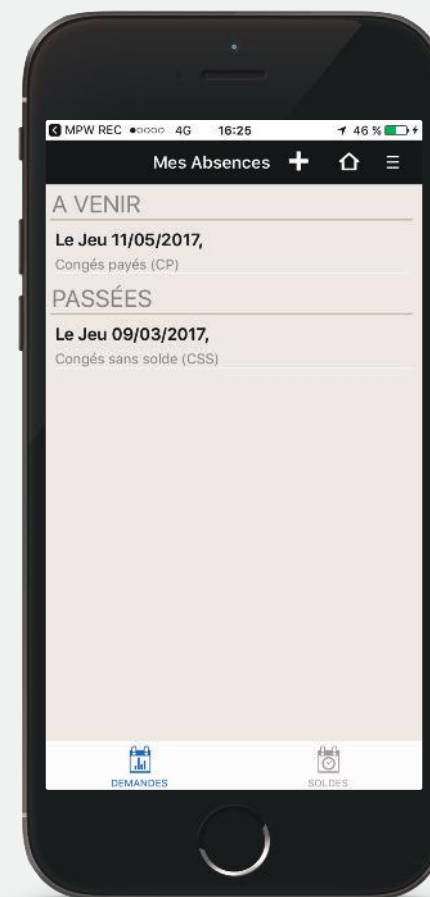 MPW REC 4G 16:25 46 %
Mes Absences
A VENIR
Le Jeu 11/05/2017,
Congés payés (CP)
PASSÉES
Le Jeu 09/03/2017,
Congés sans solde (CSS)
DEMANDES SOLDES